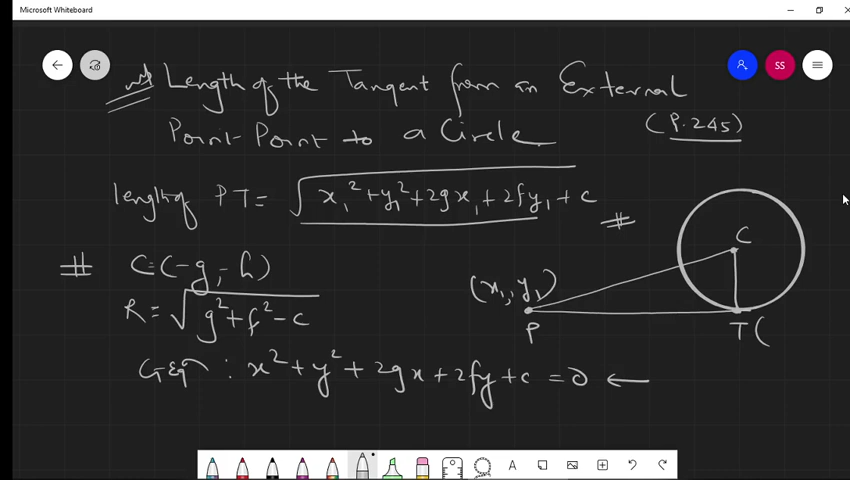 Microsoft Whiteboard
SS
Length of the Tangent from an External
(P.245)
Point-Point to a Circle
length of PT = √x₁²+y₁²+2gx₁+2fy₁+c
#
# C=(-g,-h)
C
(x₁,y₁)
R = √g²+f²-c
P
T(
G.Eqⁿ : x²+y²+2gx+2fy+c=0 ←
A